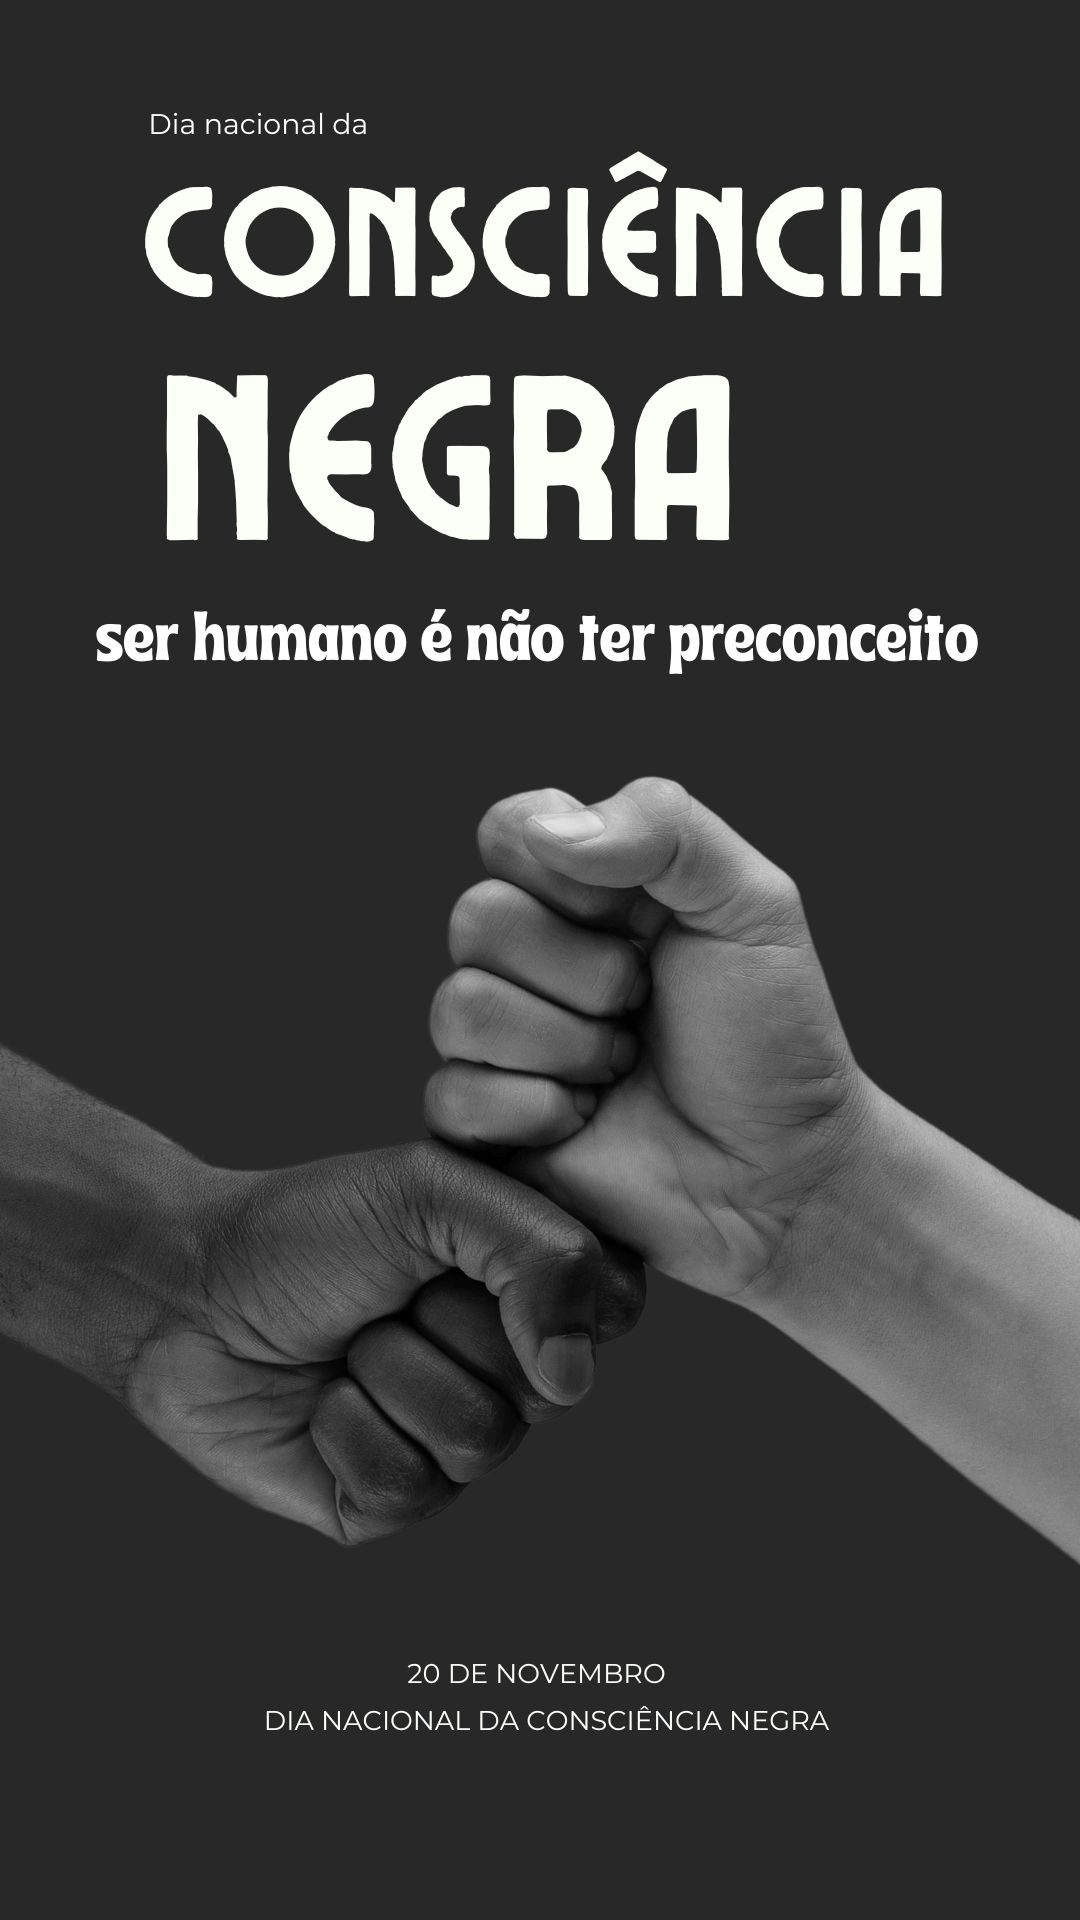 Dia nacional da
CONSCIÊNCIA
NEGRA
ser humano é não ter preconceito
20 DE NOVEMBRO
DIA NACIONAL DA CONSCIÊNCIA NEGRA